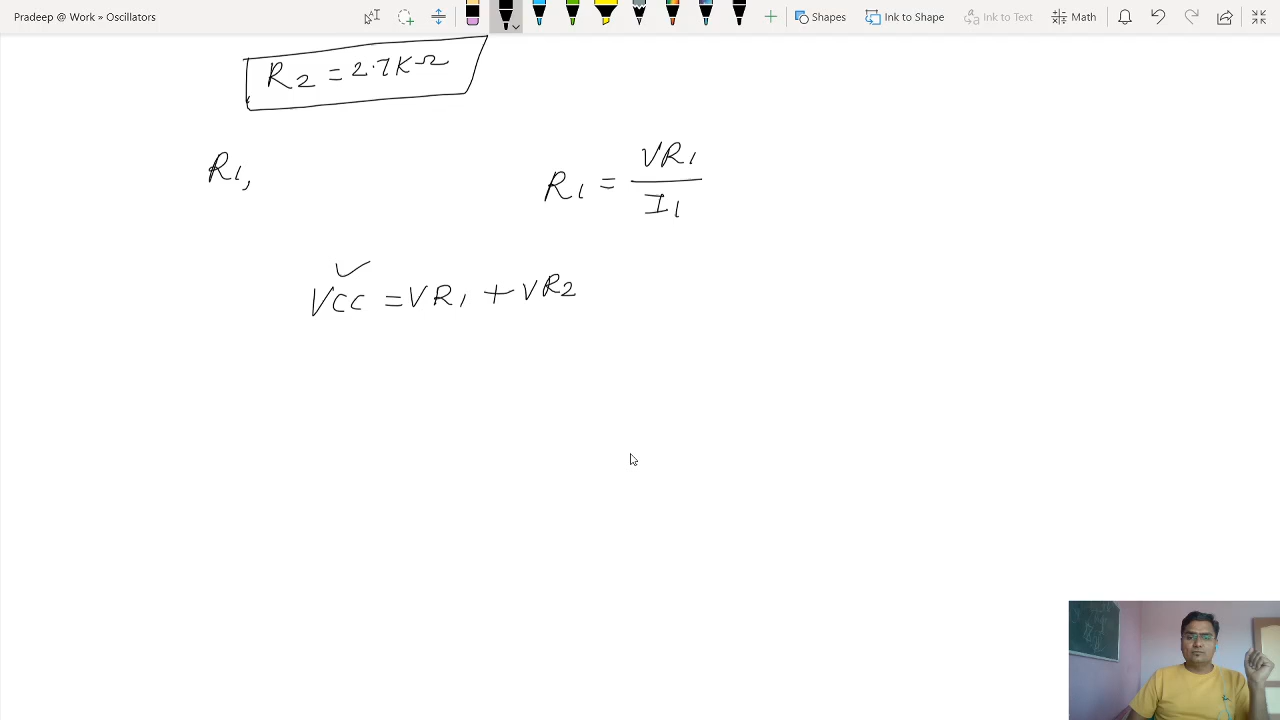 Pradeep @ Work » Oscillators
Shapes
Ink to Shape
Ink to Text
Math
R2 = 2.7KΩ
R1,
R1 = VR1 / I1
VCC = VR1 + VR2